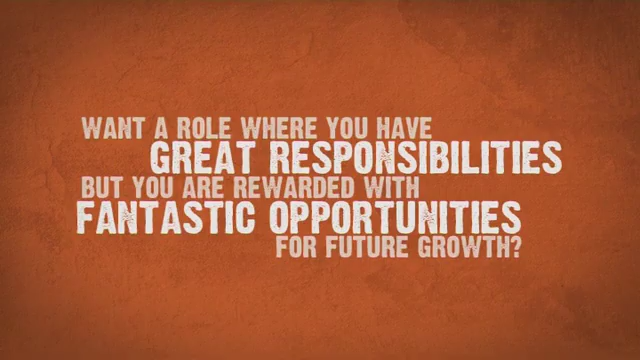 WANT A ROLE WHERE YOU HAVE
GREAT RESPONSIBILITIES
BUT YOU ARE REWARDED WITH
FANTASTIC OPPORTUNITIES
FOR FUTURE GROWTH?